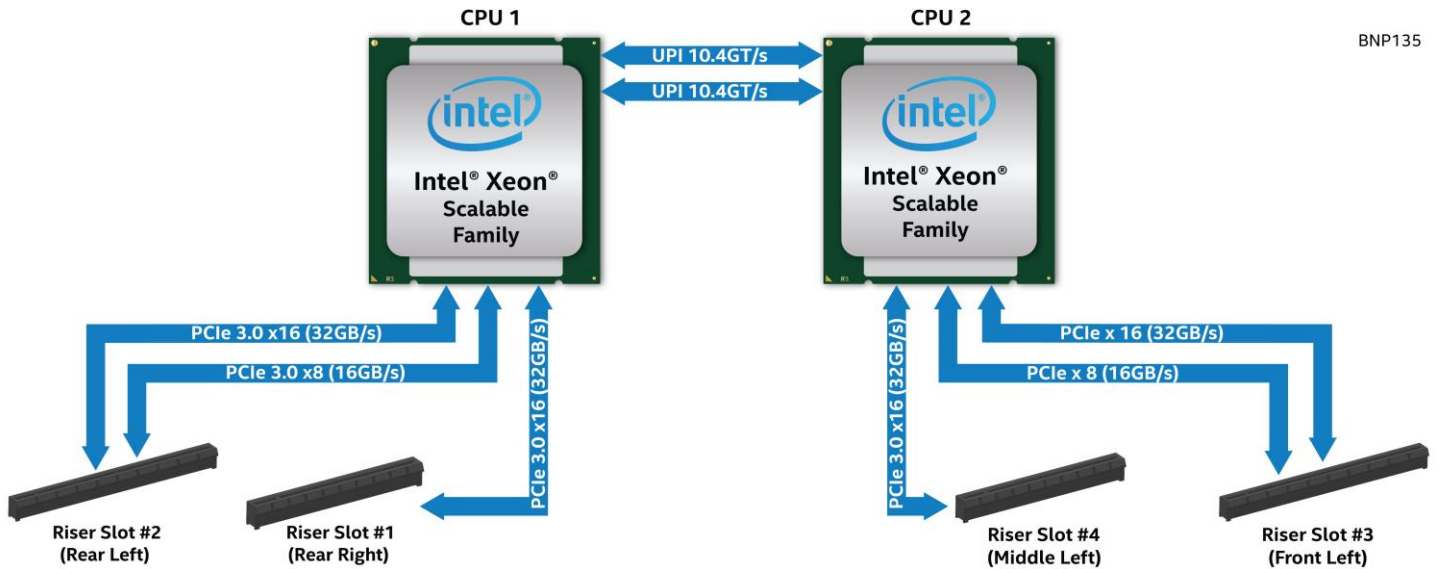 CPU 1
CPU 2
BNP135
UPI 10.4GT/s
UPI 10.4GT/s
intel®
Intel® Xeon®
Scalable
Family
R3
intel®
Intel® Xeon®
Scalable
Family
R3
PCIe 3.0 x16 (32GB/s)
PCIe 3.0 x8 (16GB/s)
PCIe 3.0 x16 (32GB/s)
PCIe 3.0 x16 (32GB/s)
PCIe x 16 (32GB/s)
PCIe x 8 (16GB/s)
Riser Slot #2
(Rear Left)
Riser Slot #1
(Rear Right)
Riser Slot #4
(Middle Left)
Riser Slot #3
(Front Left)